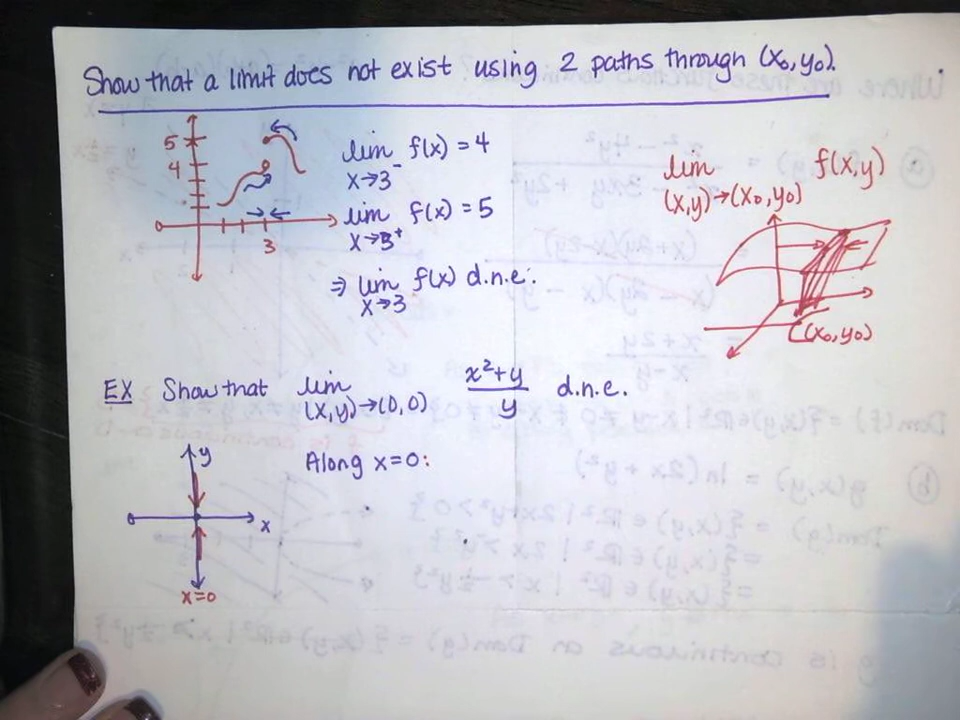 Show that a limit does not exist using 2 paths through (x₀,y₀).
5
4
3
lim f(x) = 4
x→3⁻
lim f(x) = 5
x→3⁺
⇒ lim f(x) d.n.e.
x→3
lim f(x,y)
(x,y)→(x₀,y₀)
(x₀,y₀)
EX Show that lim x²+y d.n.e.
(x,y)→(0,0) y
y
x
x=0
Along x=0: